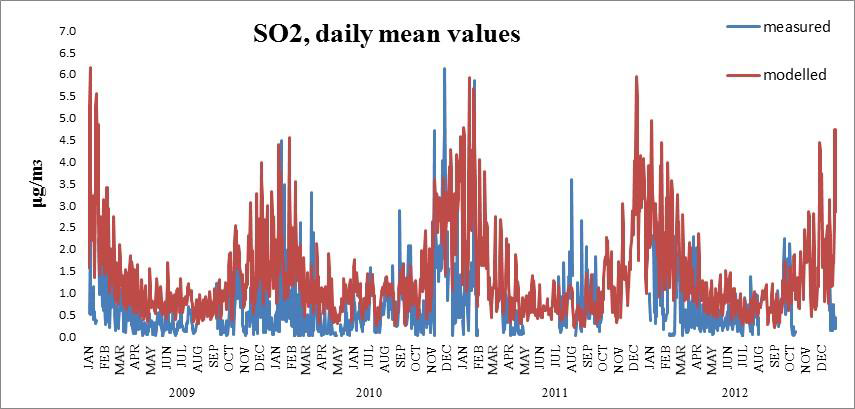 SO2, daily mean values
measured
modelled
7.0
6.5
6.0
5.5
5.0
4.5
4.0
3.5
3.0
2.5
2.0
1.5
1.0
0.5
0.0
µg/m3
JAN FEB MAR APR MAY JUN JUL AUG SEP OCT NOV DEC JAN FEB MAR APR MAY JAN JUL AUG SEP OCT NOV DEC JAN FEB MAR APR MAY JUN JUL AUG SEP OCT NOV DEC JAN FEB MAR APR MAY JUN JUL AUG SEP OCT DEC
2009 2010 2011 2012